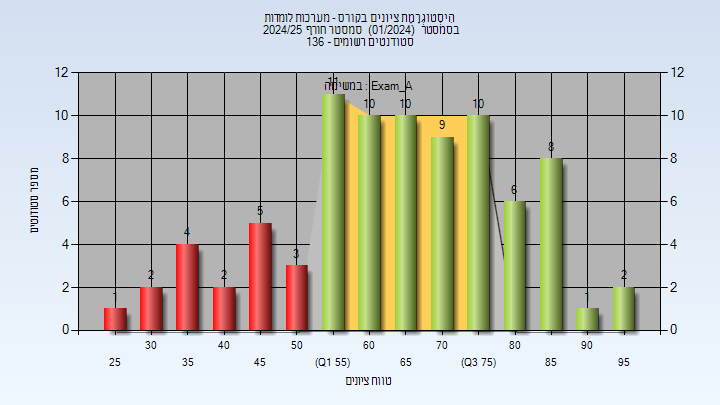 היסטוגרמת ציונים בקורס - מערכות לומדות
בסמסטר (01/2024) סמסטר חורף 2024/25
סטודנטים רשומים - 136
במשימה : Exam_A
12 12
10 10
8 8
6 6
4 4
2 2
0 0
מספר סטודנטים
1 2 4 2 5 3 11 10 10 9 10 6 8 1 2
30 40 50 60 70 80 90
25 35 45 (Q1 55) 65 (Q3 75) 85 95
טווח ציונים